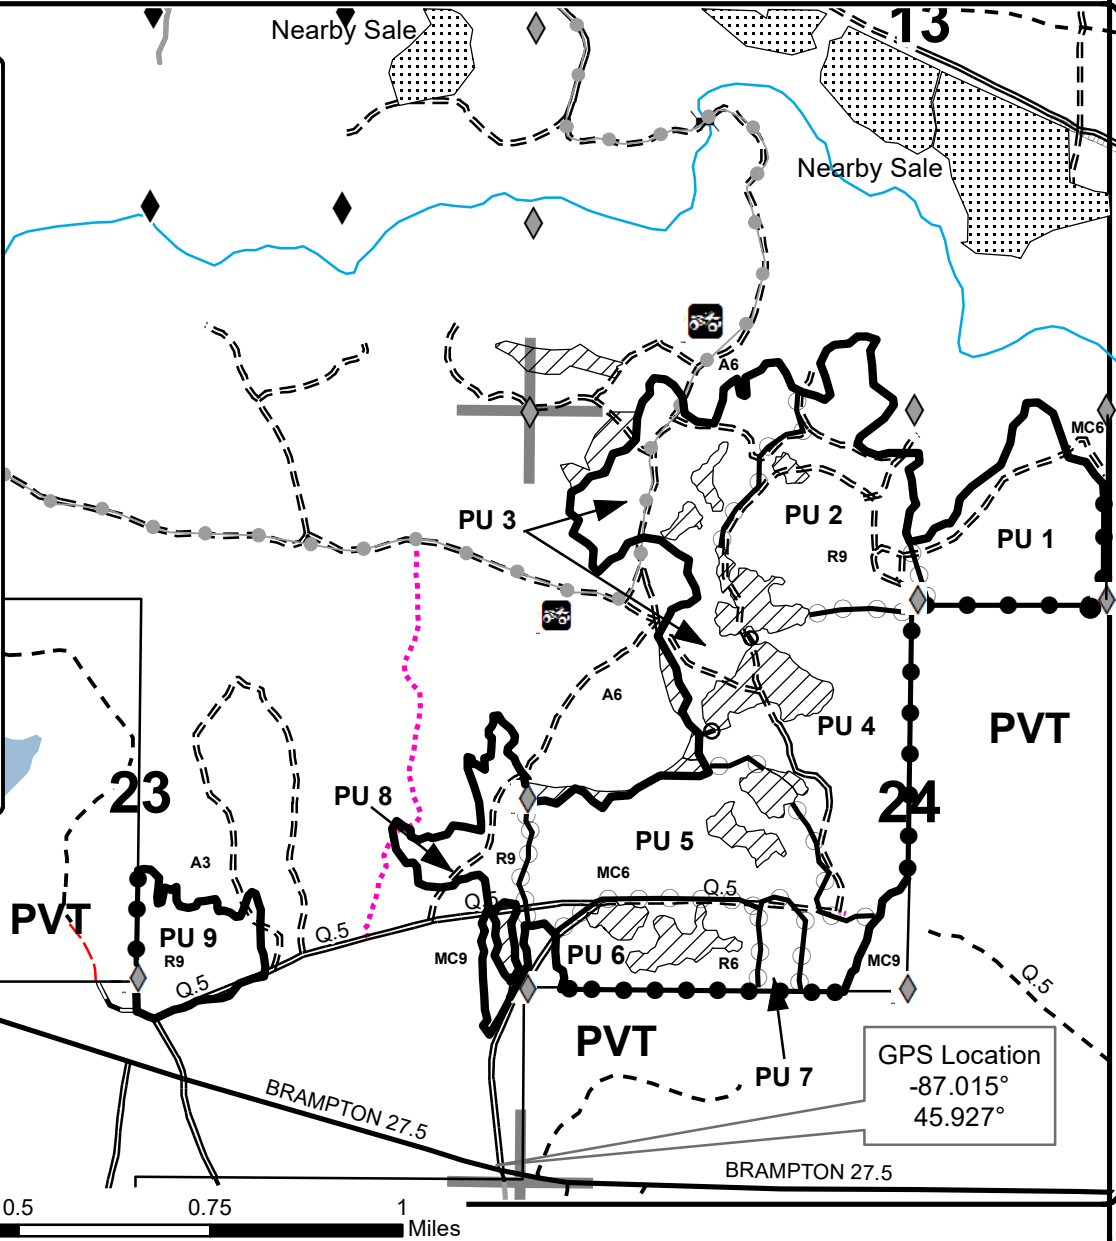 Nearby Sale
13
Nearby Sale
A6
MC6
PU 3
PU 2
PU 1
R9
A6
PU 4
PVT
23
PU 8
24
PU 5
A3
R9
MC6
Q.5
Q.5
PVT
PU 9
Q.5
R9
MC9
PU 6
R6
MC9
Q.5
Q.5
PVT
GPS Location
-87.015°
45.927°
PU 7
BRAMPTON 27.5
BRAMPTON 27.5
0.5
0.75
1
Miles